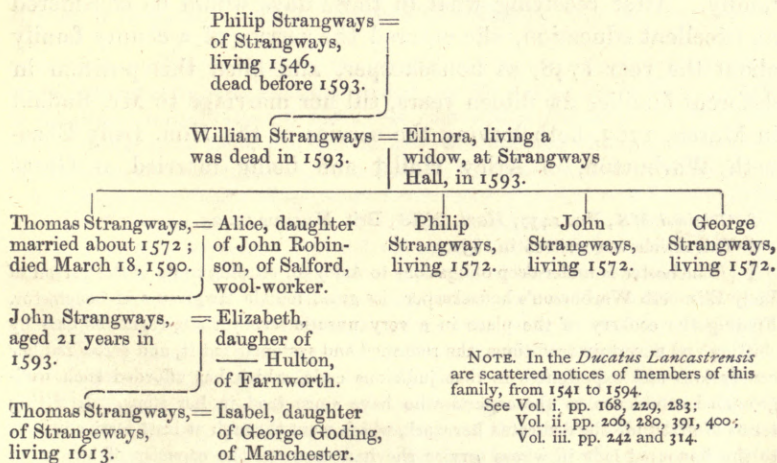 Philip Strangways =
of Strangways,
living 1546,
dead before 1593.
William Strangways = Elinora, living a
was dead in 1593. widow, at Strangways
Hall, in 1593.
Thomas Strangways, = Alice, daughter
married about 1572; of John Robin-
died March 18, 1590. son, of Salford,
wool-worker.
Philip
Strangways,
living 1572.
John
Strangways,
living 1572.
George
Strangways,
living 1572.
John Strangways, = Elizabeth,
aged 21 years in daugher of
1593. John Hulton,
of Farnworth.
Thomas Strangways, = Isabel, daughter
of Strangeways, of George Goding,
living 1613. of Manchester.
NOTE. In the Ducatus Lancastrensis
are scattered notices of members of this
family, from 1541 to 1594.
See Vol. i. pp. 168, 229, 283;
Vol. ii. pp. 206, 280, 391, 400;
Vol. iii. pp. 242 and 314.